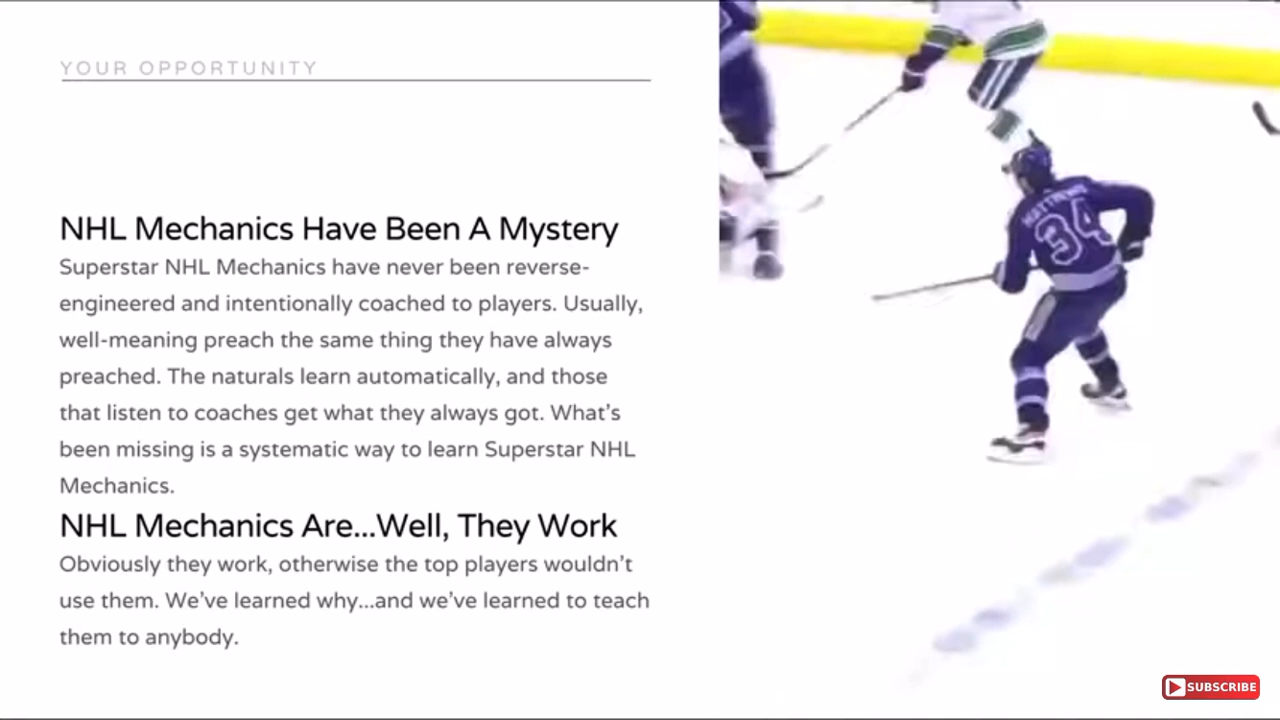 YOUR OPPORTUNITY
NHL Mechanics Have Been A Mystery
Superstar NHL Mechanics have never been reverse-
engineered and intentionally coached to players. Usually,
well-meaning preach the same thing they have always
preached. The naturals learn automatically, and those
that listen to coaches get what they always got. What's
been missing is a systematic way to learn Superstar NHL
Mechanics.
NHL Mechanics Are...Well, They Work
Obviously they work, otherwise the top players wouldn't
use them. We've learned why...and we've learned to teach
them to anybody.
MATTHEWS
34
SUBSCRIBE